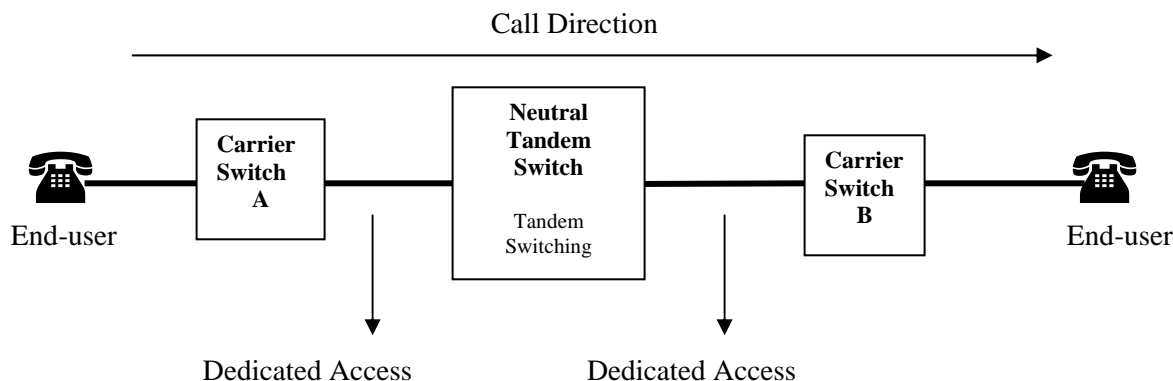 Call Direction
Neutral
Tandem
Switch
Tandem
Switching
Carrier
Switch
A
Carrier
Switch
B
End-user
End-user
Dedicated Access
Dedicated Access